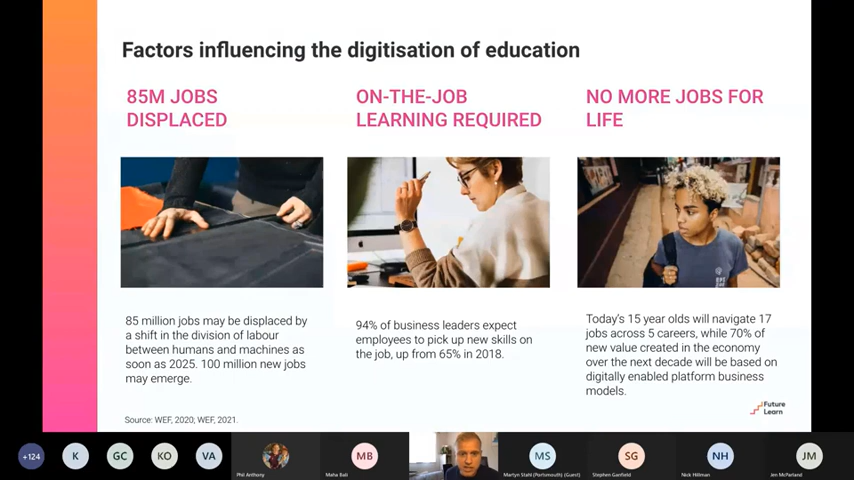 Factors influencing the digitisation of education
85M JOBS
DISPLACED
85 million jobs may be displaced by
a shift in the division of labour
between humans and machines as
soon as 2025. 100 million new jobs
may emerge.
ON-THE-JOB
LEARNING REQUIRED
94% of business leaders expect
employees to pick up new skills on
the job, up from 65% in 2018.
NO MORE JOBS FOR
LIFE
Today's 15 year olds will navigate 17
jobs across 5 careers, while 70% of
new value created in the economy
over the next decade will be based on
digitally enabled platform business
models.
Source: WEF, 2020; WEF, 2021.
Future
Learn
+124
K
GC
KO
VA
Phil Anthony
MB
Maha Bali
MS
Martyn Stahl (Portsmouth) (Guest)
SG
Stephen Ganfield
NH
Nick Hillman
JM
Jim McParland